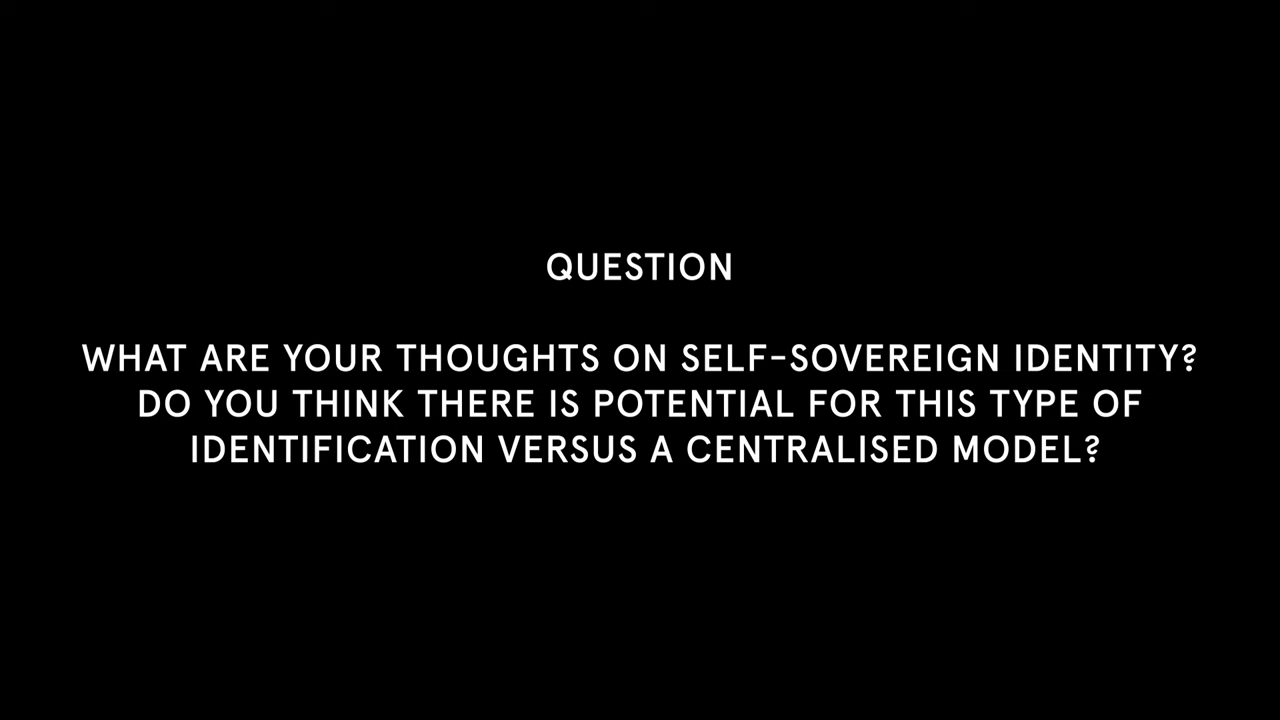 QUESTION
WHAT ARE YOUR THOUGHTS ON SELF-SOVEREIGN IDENTITY?
DO YOU THINK THERE IS POTENTIAL FOR THIS TYPE OF
IDENTIFICATION VERSUS A CENTRALISED MODEL?